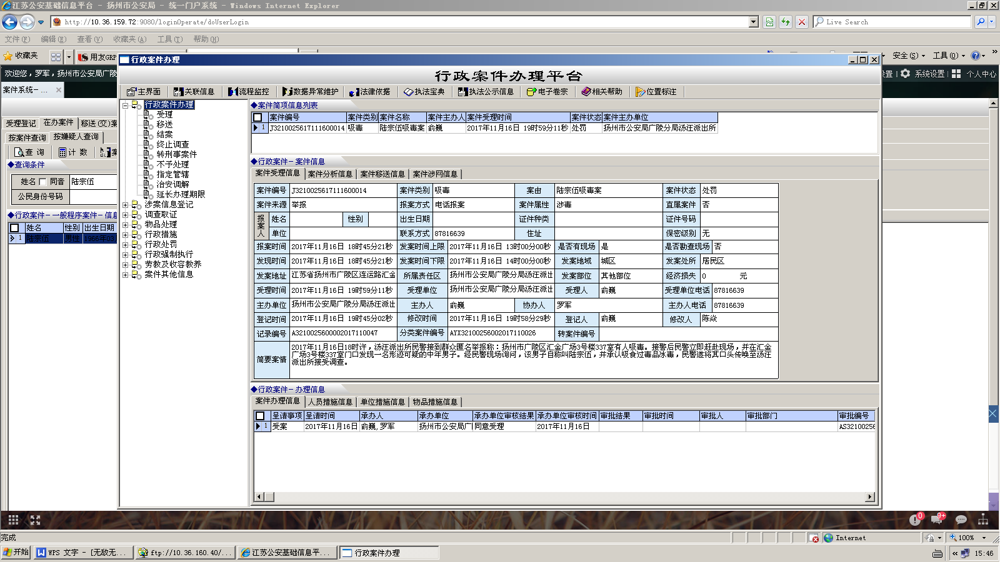 江苏公安基础信息平台 - 扬州市公安局 - 统一门户系统 - Windows Internet Explorer
http://10.36.159.72:9080/loginOperate/doUserLogin
Live Search
文件(F) 编辑(E) 查看(V) 收藏夹(A) 工具(T) 帮助(H)
收藏夹 用友GRP 安全(S) 工具(O)
欢迎您，罗军，扬州市公安局广陵 置 系统设置 个人中心
案件系统- ...
受理登记 在办案件 移送(交)案
按案件查询 按嫌疑人查询
查 询 计 数 案
查询条件
姓名 同音 陆宗伍
公民身份号码
行政案件-一般程序案件-信息
姓名 性别 出生日期
1 陆宗伍 男性 1966年03
行政案件办理
行政案件办理平台
主界面 关联信息 流程监控 数据异常维护 法律依据 执法宝典 执法公示信息 电子卷宗 相关帮助 位置标注
行政案件办理
受理
移送
结案
终止调查
转刑事案件
不予处理
指定管辖
治安调解
延长办理期限
涉案信息登记
调查取证
物品处理
行政措施
行政处罚
行政强制执行
劳教及收容教养
案件其他信息
案件简项信息列表
案件编号 案件类别 案件名称 案件主办人 案件受理时间 案件状态 案件主办单位
1 J3210025617111600014 吸毒 陆宗伍吸毒案 俞巍 2017年11月16日 19时59分11秒 处罚 扬州市公安局广陵分局汤汪派出所
行政案件-案件信息
案件受理信息 案件分析信息 案件移送信息 案件涉网信息
案件编号 J3210025617111600014 案件类别 吸毒 案由 陆宗伍吸毒案 案件状态 处罚
案件来源 举报 报案方式 电话报案 案件属性 涉毒 直属案件 否
报案人 姓名 性别 出生日期 证件种类 证件号码
单位 联系方式 87816639 住址 保密级别 无
报案时间 2017年11月16日 18时45分21秒 发案时间上限 2017年11月16日 13时00分00秒 是否有现场 是 是否勘查现场 否
发现时间 2017年11月16日 18时45分21秒 发案时间下限 2017年11月16日 14时00分00秒 发案地域 城区 发案处所 居民区
发案地址 江苏省扬州市广陵区连运路汇金 所属责任区 扬州市公安局广陵分局汤汪派出 发案部位 其他部位 经济损失 0 元
受理时间 2017年11月16日 19时59分11秒 受理单位 扬州市公安局广陵分局汤汪派出 受理人 俞巍 受理单位电话 87816639
主办单位 扬州市公安局广陵分局汤汪派出 主办人 俞巍 协办人 罗军 主办人电话 87816639
登记时间 2017年11月16日 19时45分02秒 修改时间 2017年11月16日 19时58分29秒 登记人 俞巍 修改人 陈焱
记录编号 A3210025600002017110047 分类案件编号 AYX32100256002017110026 转案件编号
简要案情 2017年11月16日18时许，汤汪派出所民警接到群众匿名举报称：扬州市广陵区汇金广场3号楼337室有人吸毒。接警后民警立即赶赴现场，并在汇金
广场3号楼337室门口发现一名形迹可疑的中年男子。经民警现场询问，该男子自称叫陆宗伍，并承认吸食过毒品冰毒，民警遂将其口头传唤至汤汪
派出所接受调查。
行政案件-办理信息
案件办理信息 人员措施信息 单位措施信息 物品措施信息
呈请事项 呈请时间 承办人 承办单位 承办单位审核结果 承办单位审核时间 审批结果 审批时间 审批人 审批部门 审批编号
1 受案 2017年11月16日 俞巍,罗军 扬州市公安局广 同意受理 2017年11月16日 AS32100256
0 9+
完成 Internet 100%
开始 WPS 文字 - [无敌无... ftp://10.36.160.40/... 江苏公安基础信息平... 行政案件办理 15:46